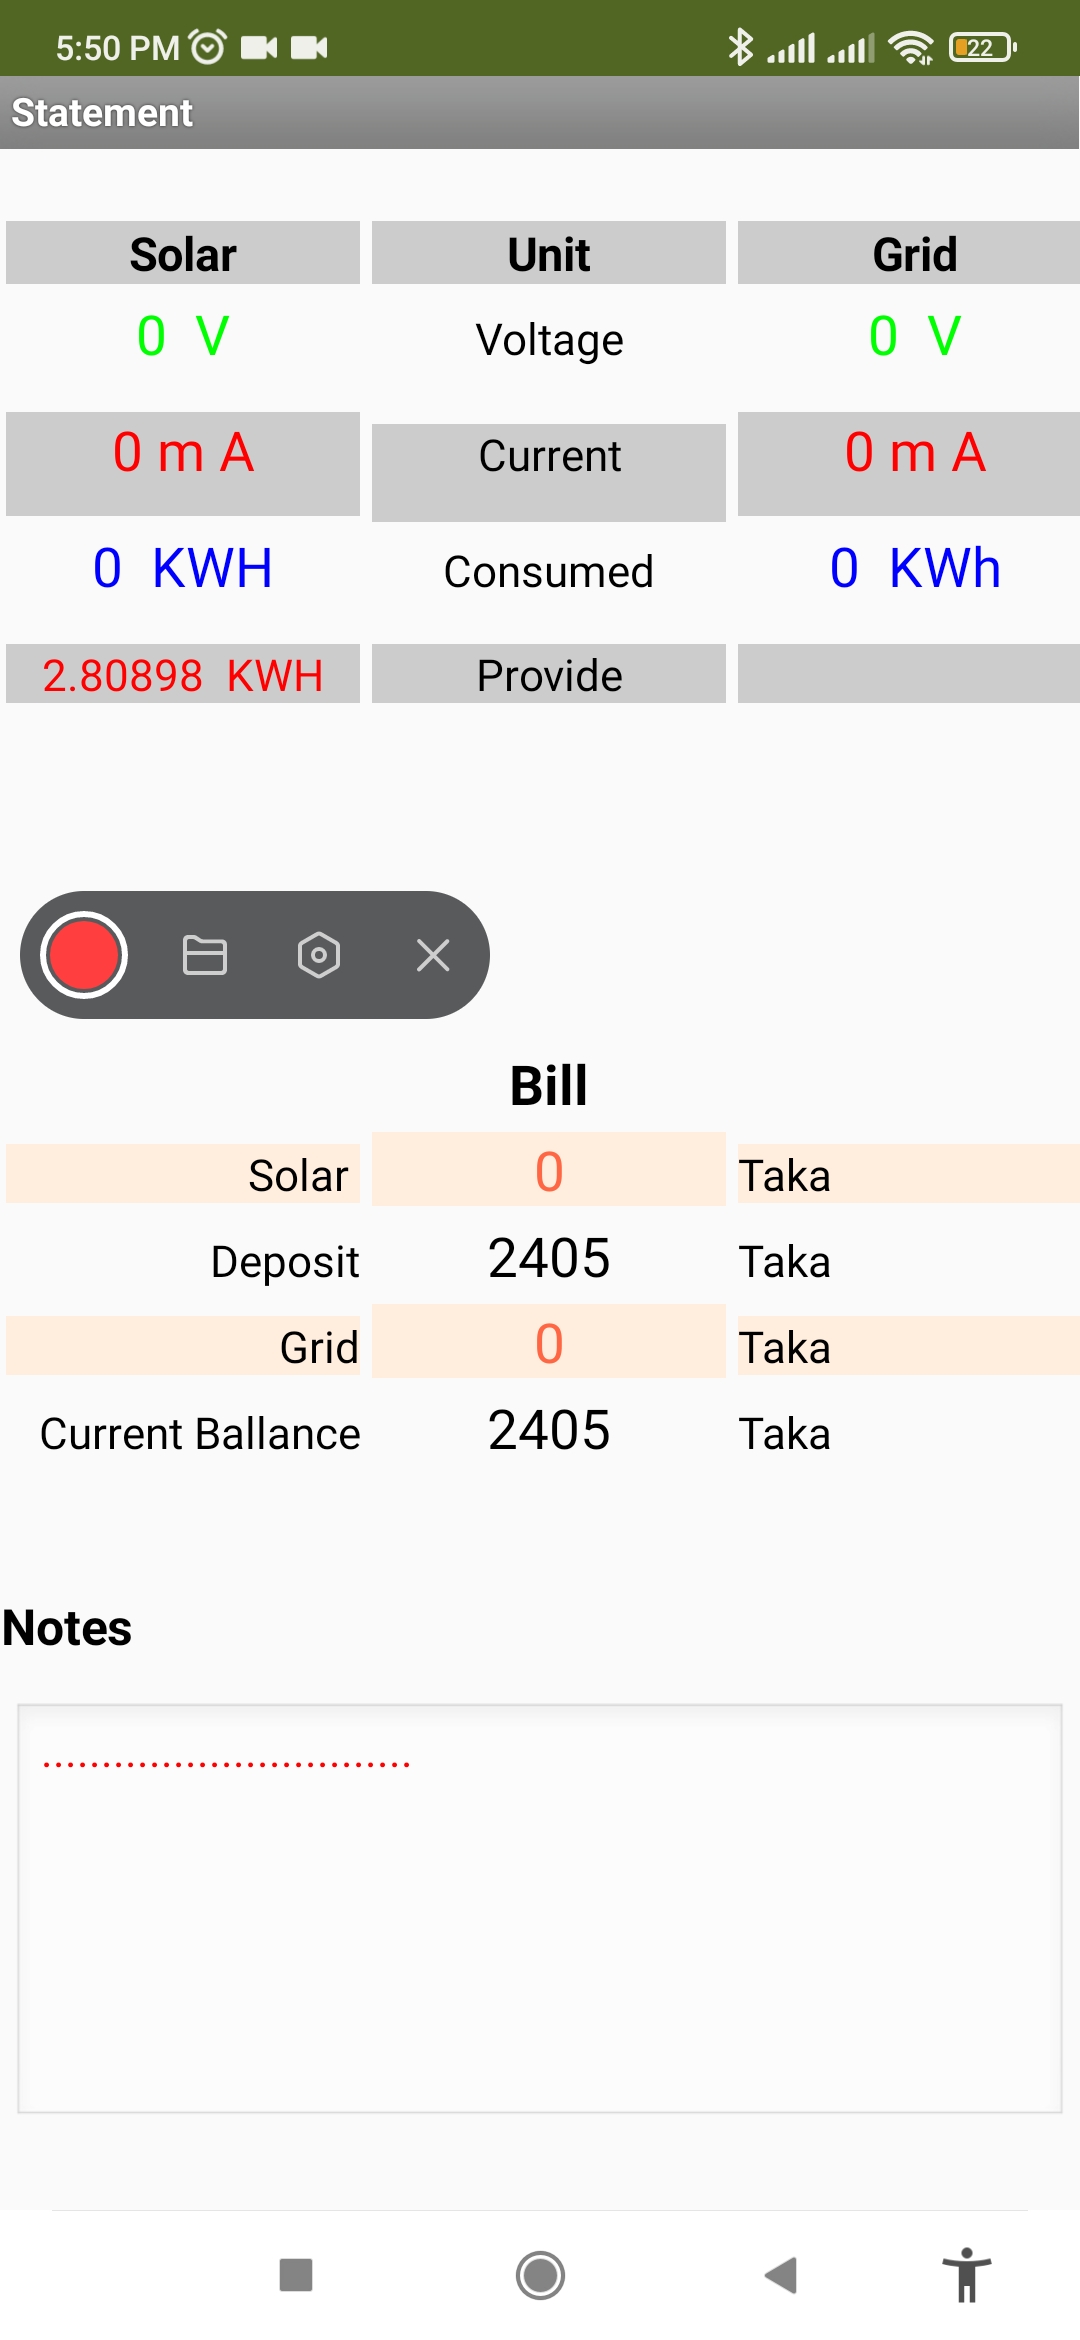 5:50 PM 22
Statement
Solar Unit Grid
0 V Voltage 0 V
0 m A Current 0 m A
0 KWH Consumed 0 KWh
2.80898 KWH Provide
Bill
Solar 0 Taka
Deposit 2405 Taka
Grid 0 Taka
Current Ballance 2405 Taka
Notes
................................